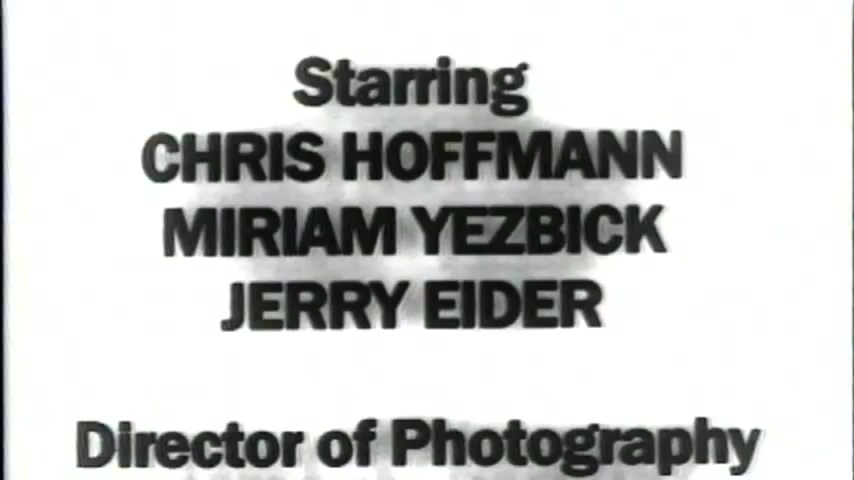 Starring
CHRIS HOFFMANN
MIRIAM YEZBICK
JERRY EIDER
Director of Photography